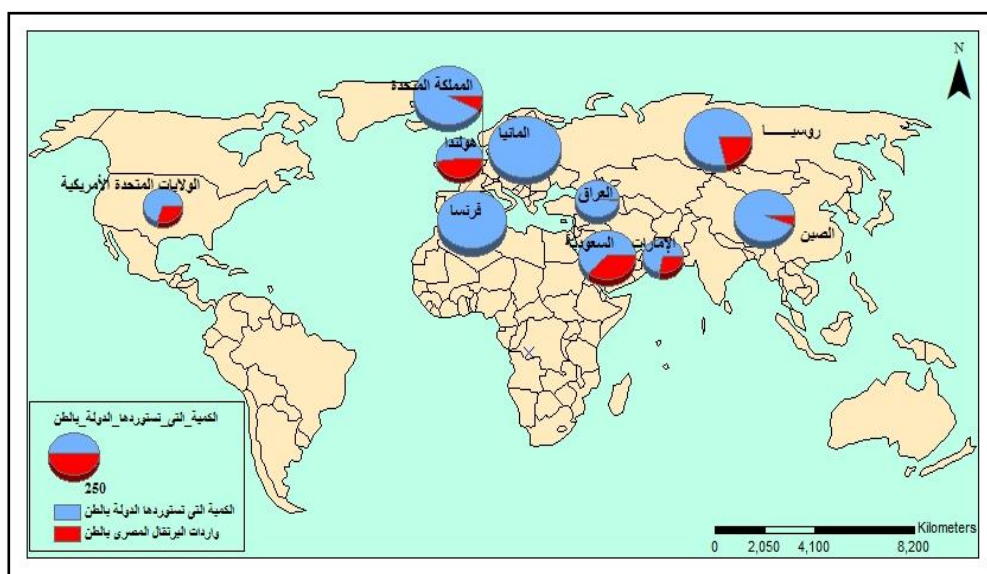 N
المملكة المتحدة
المانيا
هولندا
روسيـــــا
الولايات المتحدة الأمريكية
العراق
فرنسا
الصين
السعودية
الإمارات
الكمية_التى_تستوردها_الدولة_بالطن
250
الكمية التى تستوردها الدولة بالطن
واردات البرتقال المصرى بالطن
Kilometers
0 2,050 4,100 8,200